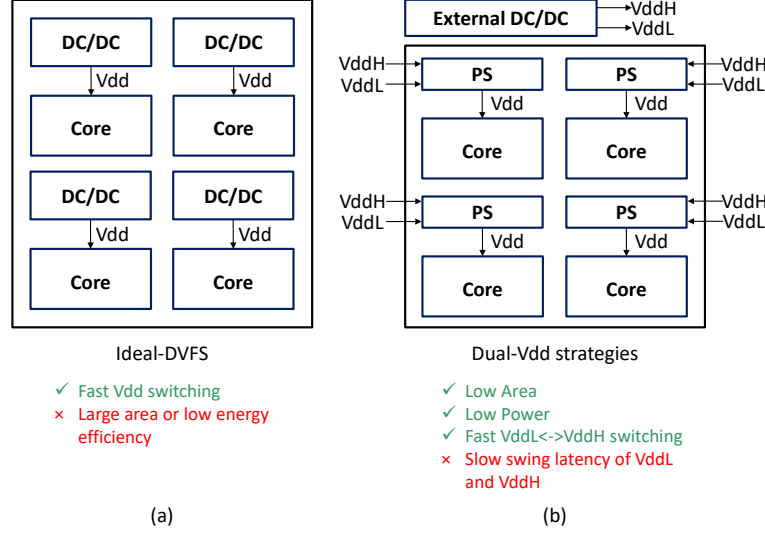 DC/DC
DC/DC
Vdd
Vdd
Core
Core
DC/DC
DC/DC
Vdd
Vdd
Core
Core
Ideal-DVFS
✓ Fast Vdd switching
× Large area or low energy
efficiency
(a)
External DC/DC
VddH
VddL
VddH
VddL
PS
PS
VddH
VddL
Vdd
Vdd
Core
Core
VddH
VddL
PS
PS
VddH
VddL
Vdd
Vdd
Core
Core
Dual-Vdd strategies
✓ Low Area
✓ Low Power
✓ Fast VddL<->VddH switching
× Slow swing latency of VddL
and VddH
(b)